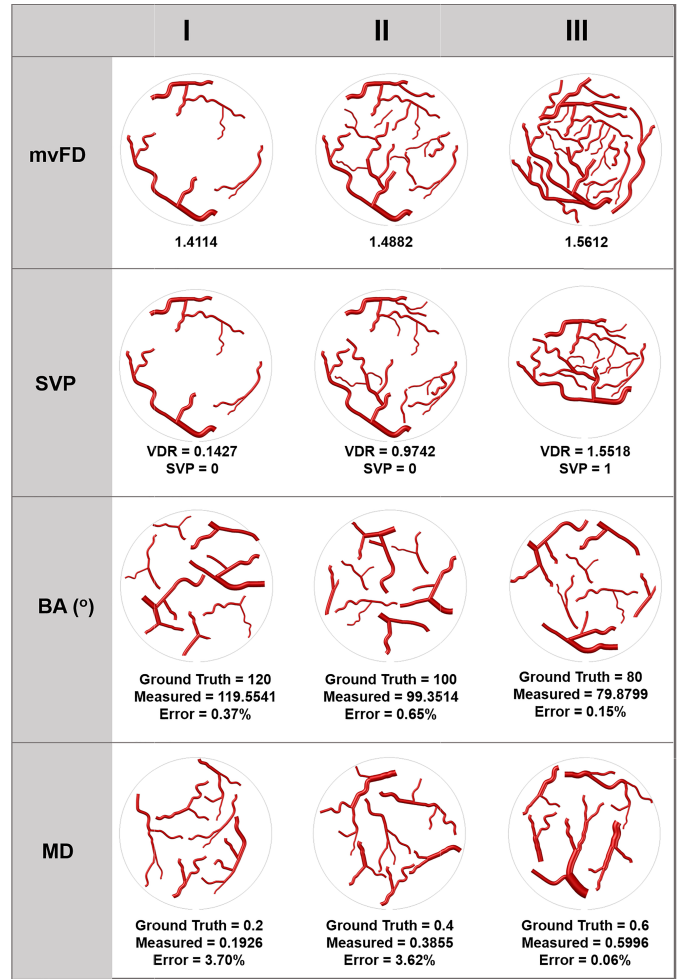 I II III
mvFD
1.4114 1.4882 1.5612
SVP
VDR = 0.1427 VDR = 0.9742 VDR = 1.5518
SVP = 0 SVP = 0 SVP = 1
BA (º)
Ground Truth = 120 Ground Truth = 100 Ground Truth = 80
Measured = 119.5541 Measured = 99.3514 Measured = 79.8799
Error = 0.37% Error = 0.65% Error = 0.15%
MD
Ground Truth = 0.2 Ground Truth = 0.4 Ground Truth = 0.6
Measured = 0.1926 Measured = 0.3855 Measured = 0.5996
Error = 3.70% Error = 3.62% Error = 0.06%